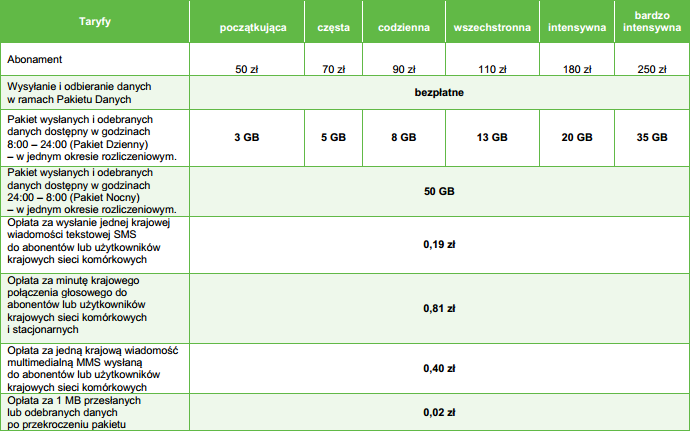 Taryfy
początkująca
częsta
codzienna
wszechstronna
intensywna
bardzo
intensywna
Abonament
50 zł
70 zł
90 zł
110 zł
180 zł
250 zł
Wysyłanie i odbieranie danych
w ramach Pakietu Danych
bezpłatne
Pakiet wysłanych i odebranych
danych dostępny w godzinach
8:00 – 24:00 (Pakiet Dzienny)
– w jednym okresie rozliczeniowym.
3 GB
5 GB
8 GB
13 GB
20 GB
35 GB
Pakiet wysłanych i odebranych
danych dostępny w godzinach
24:00 – 8:00 (Pakiet Nocny)
– w jednym okresie rozliczeniowym.
50 GB
Opłata za wysłanie jednej krajowej
wiadomości tekstowej SMS
do abonentów lub użytkowników
krajowych sieci komórkowych
0,19 zł
Opłata za minutę krajowego
połączenia głosowego do
abonentów lub użytkowników
krajowych sieci komórkowych
i stacjonarnych
0,81 zł
Opłata za jedną krajową wiadomość
multimedialną MMS wysłaną
do abonentów lub użytkowników
krajowych sieci komórkowych
0,40 zł
Opłata za 1 MB przesłanych
lub odebranych danych
po przekroczeniu pakietu
0,02 zł